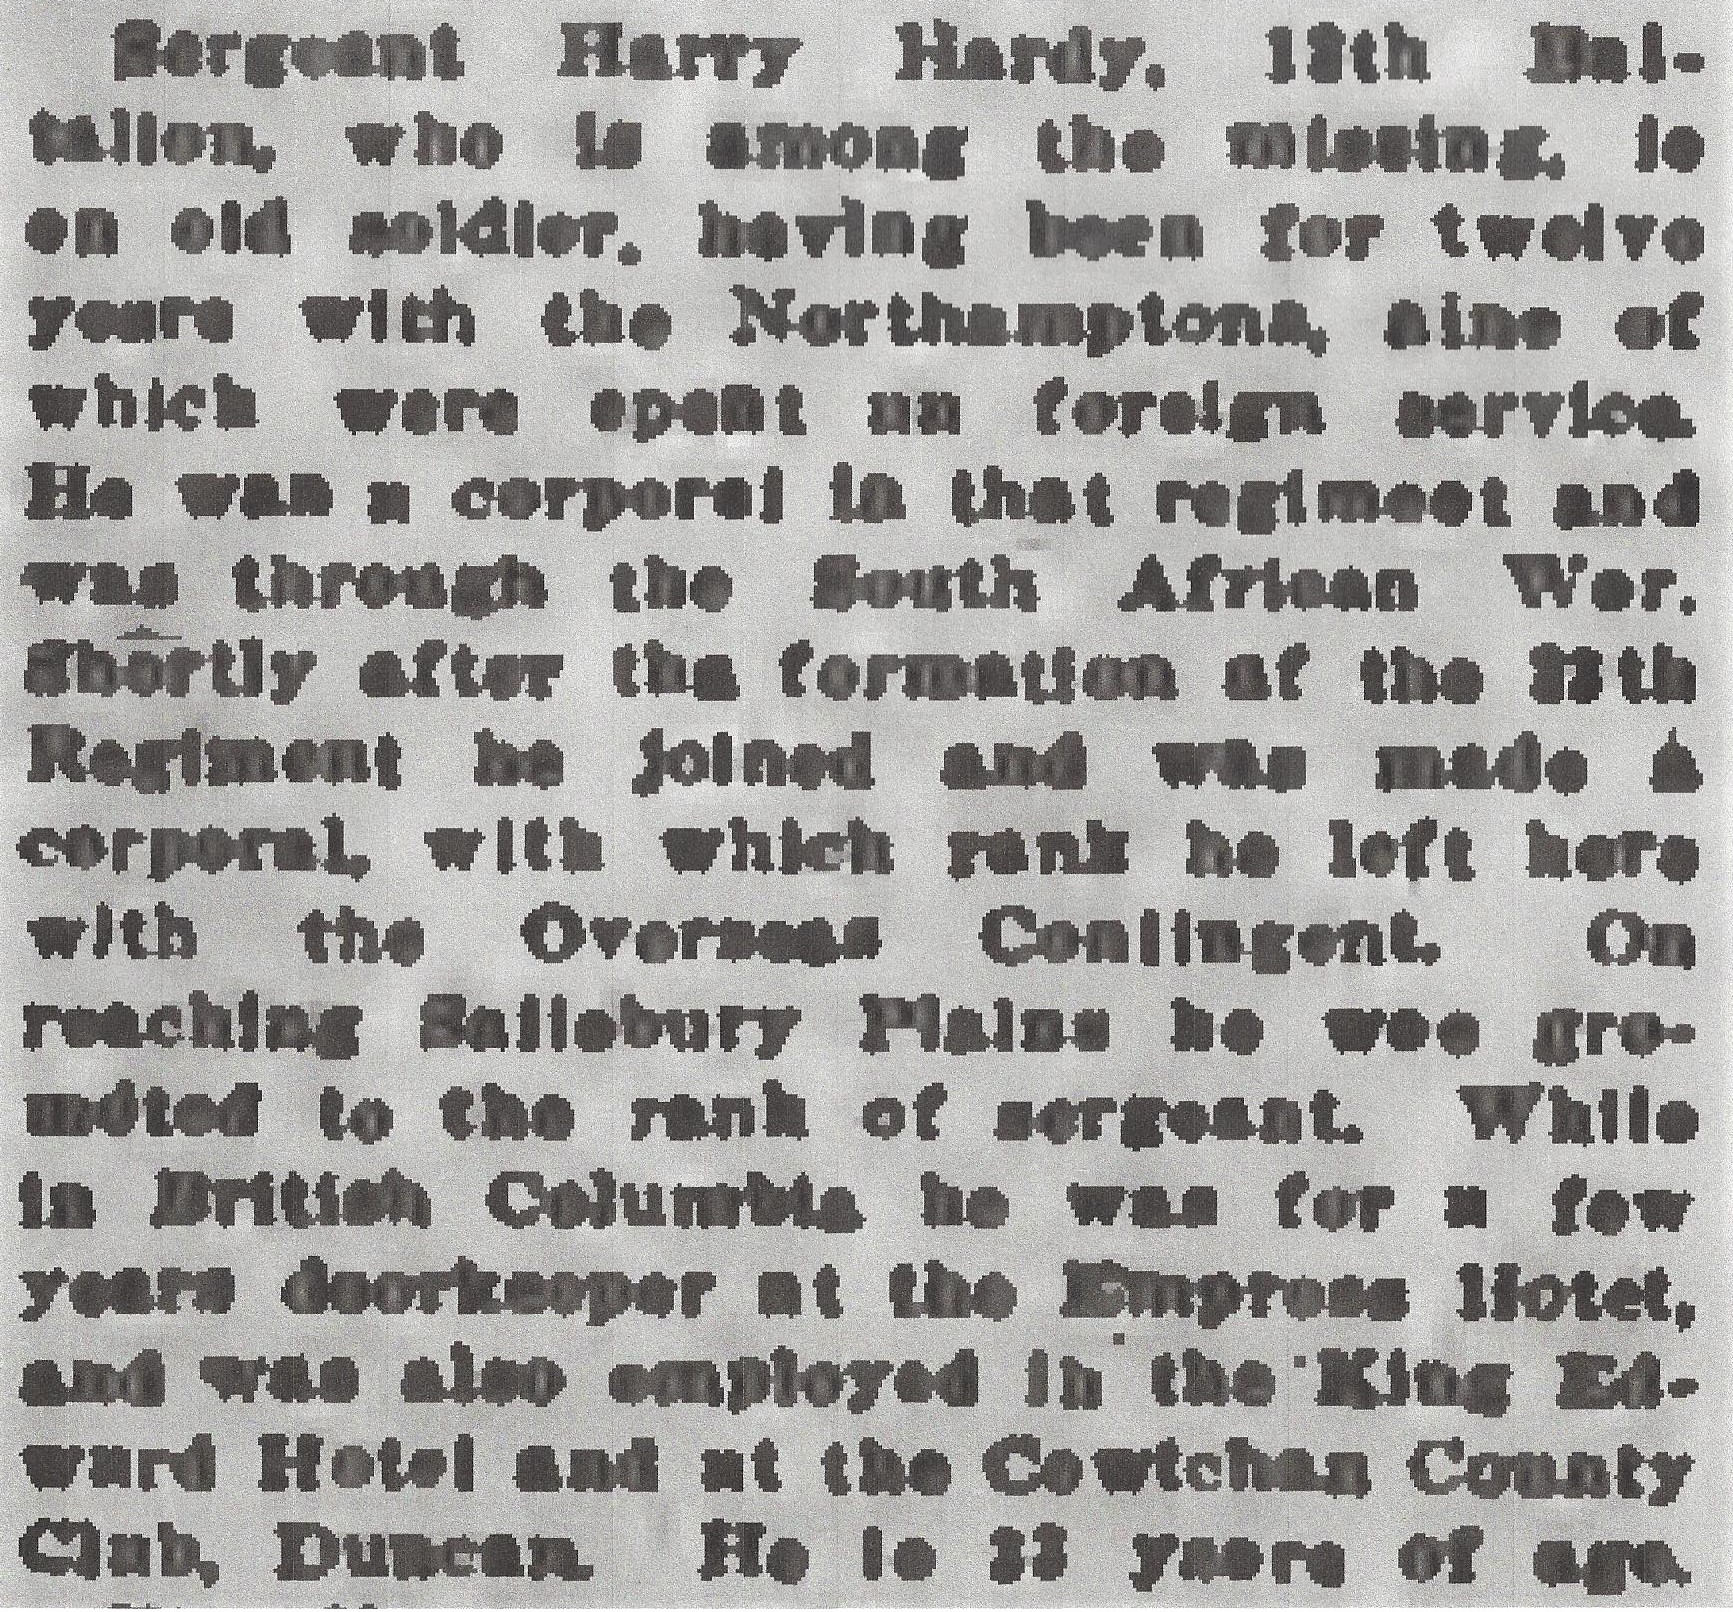 Sergeant Harry Hardy, 18th Bat-
talion, who is among the missing, is
an old soldier, having been for twelve
years with the Northamptons, nine of
which were spent on foreign service.
He was a corporal in that regiment and
was through the South African War.
Shortly after the formation of the 88th
Regiment he joined and was made a
corporal, with which rank he left here
with the Overseas Contingent. On
reaching Salisbury Plains he was pro-
moted to the rank of sergeant. While
in British Columbia he was for a few
years doorkeeper at the Empress Hotel,
and was also employed in the King Ed-
ward Hotel and at the Cowichan County
Club, Duncan. He is years of age.